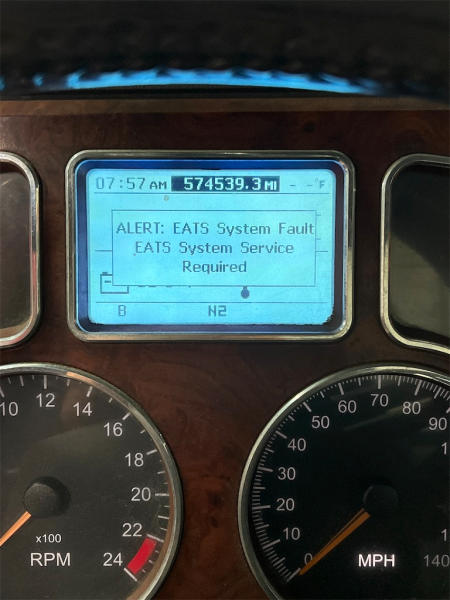 07:57 AM 574539.3 MI - -°F
ALERT: EATS System Fault
EATS System Service
Required
B N2
10 12 14 16 18 20 22 24
x100
RPM
0 10 20 30 40 50 60 70 80 90 140
MPH